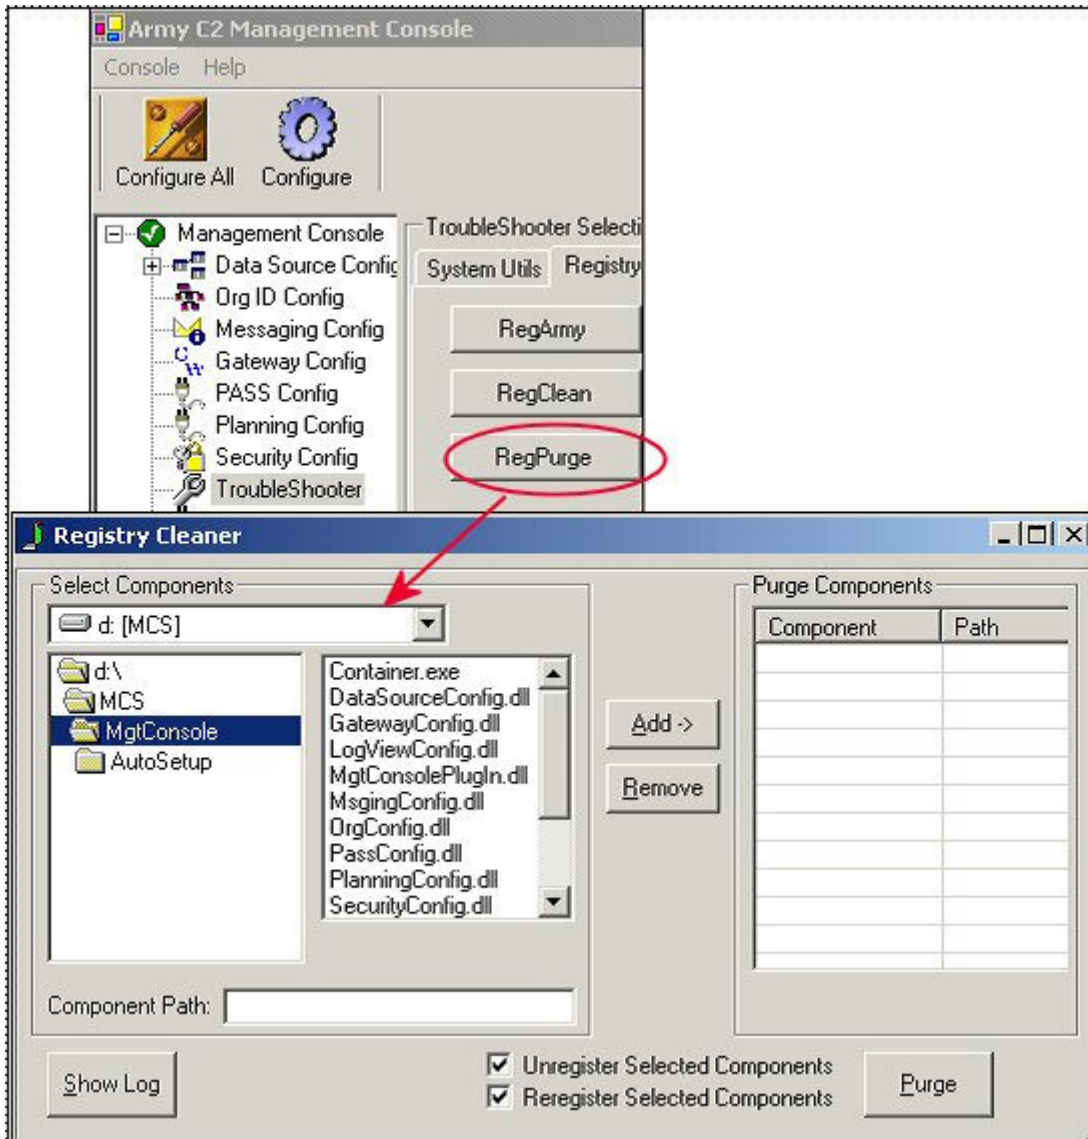 Army C2 Management Console
Console Help
Configure All Configure
Management Console
Data Source Config
Org ID Config
Messaging Config
Gateway Config
PASS Config
Planning Config
Security Config
TroubleShooter
TroubleShooter Selecti
System Utils Registry
RegArmy
RegClean
RegPurge
Registry Cleaner
Select Components
d: [MCS]
d:\
MCS
MgtConsole
AutoSetup
Container.exe
DataSourceConfig.dll
GatewayConfig.dll
LogViewConfig.dll
MgtConsolePlugIn.dll
MsgingConfig.dll
OrgConfig.dll
PassConfig.dll
PlanningConfig.dll
SecurityConfig.dll
Add ->
Remove
Purge Components
Component Path
Component Path:
Show Log
Unregister Selected Components
Reregister Selected Components
Purge